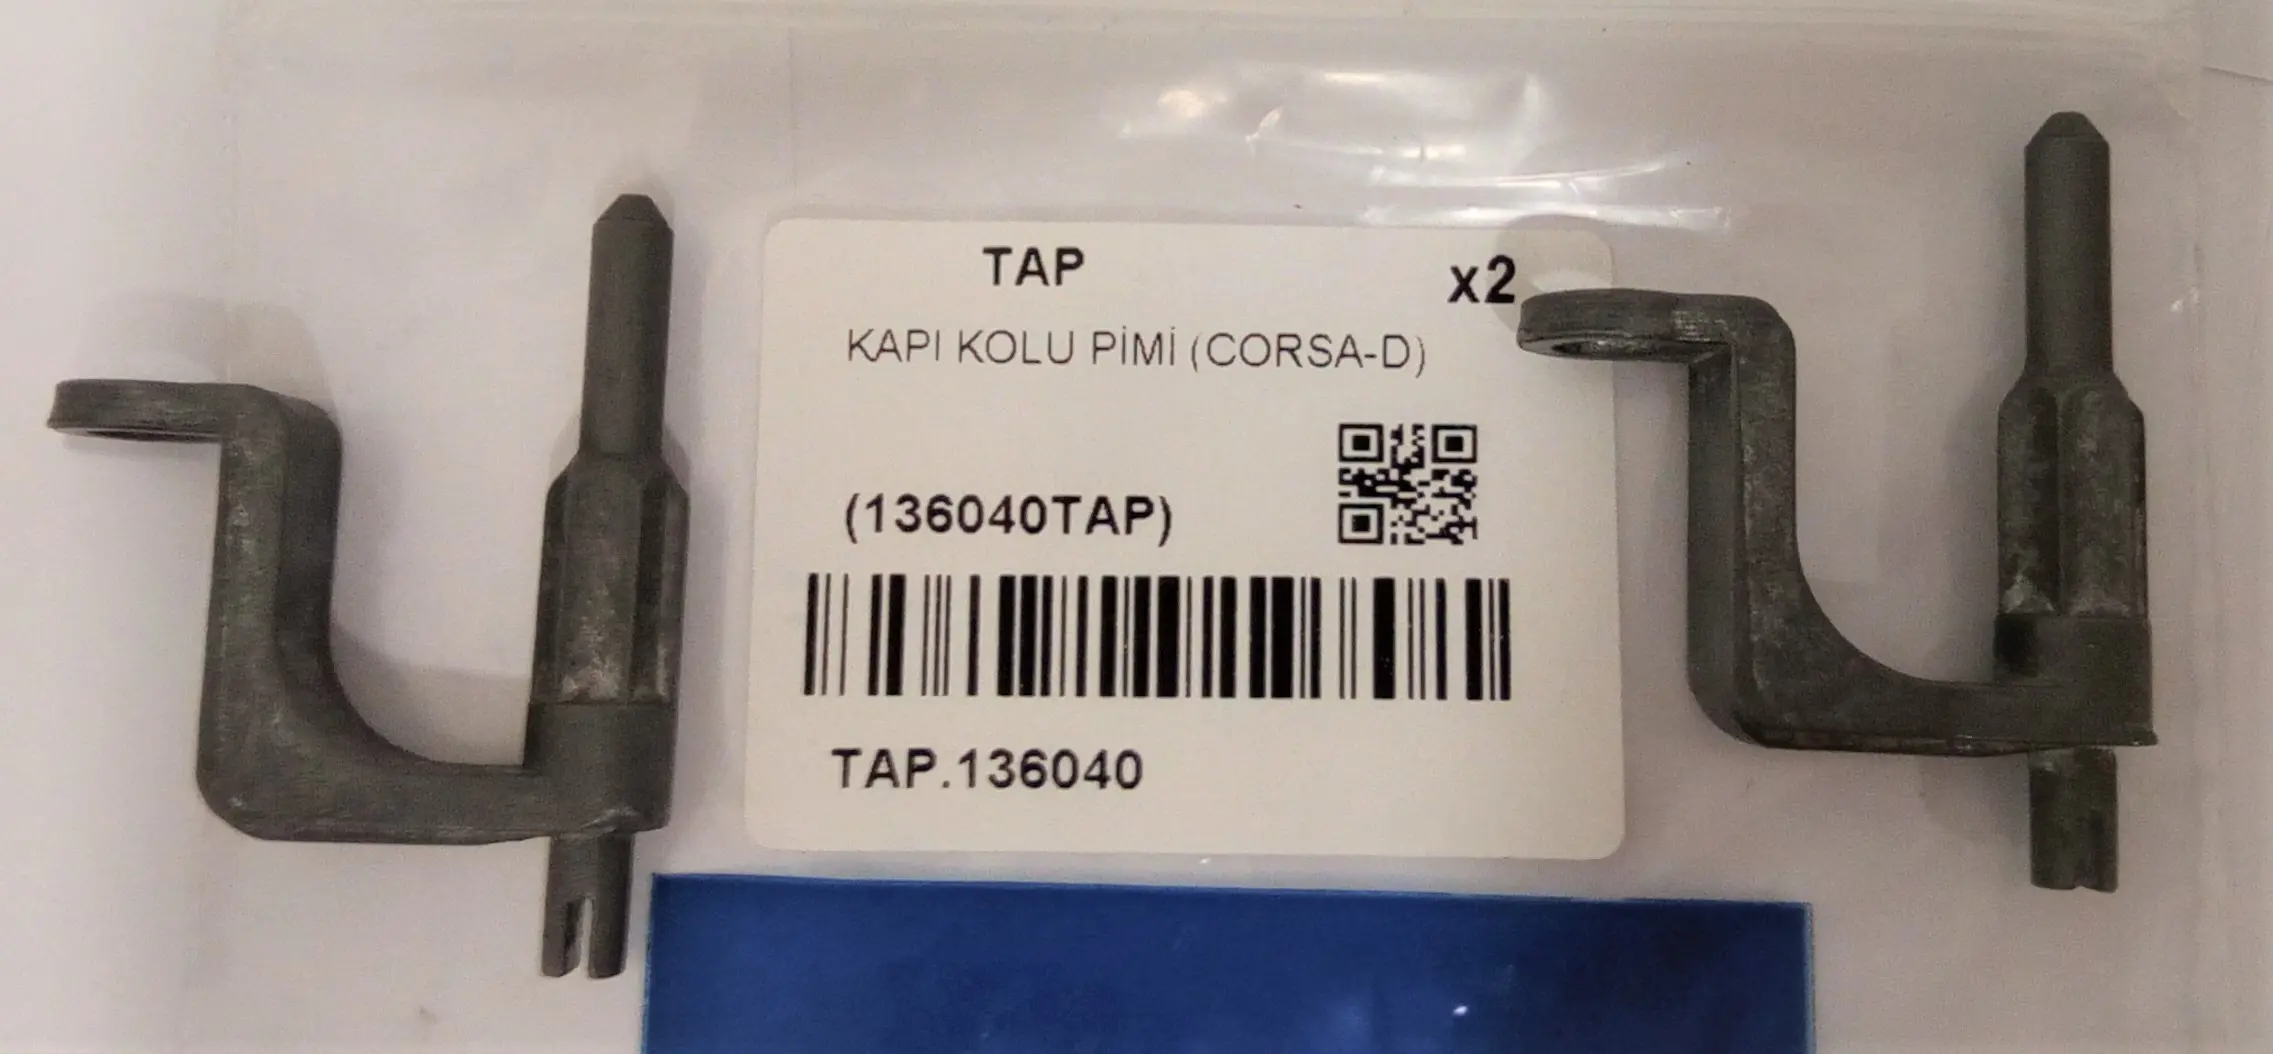 TAP x2
KAPI KOLU PİMİ (CORSA-D)
(136040TAP)
TAP.136040